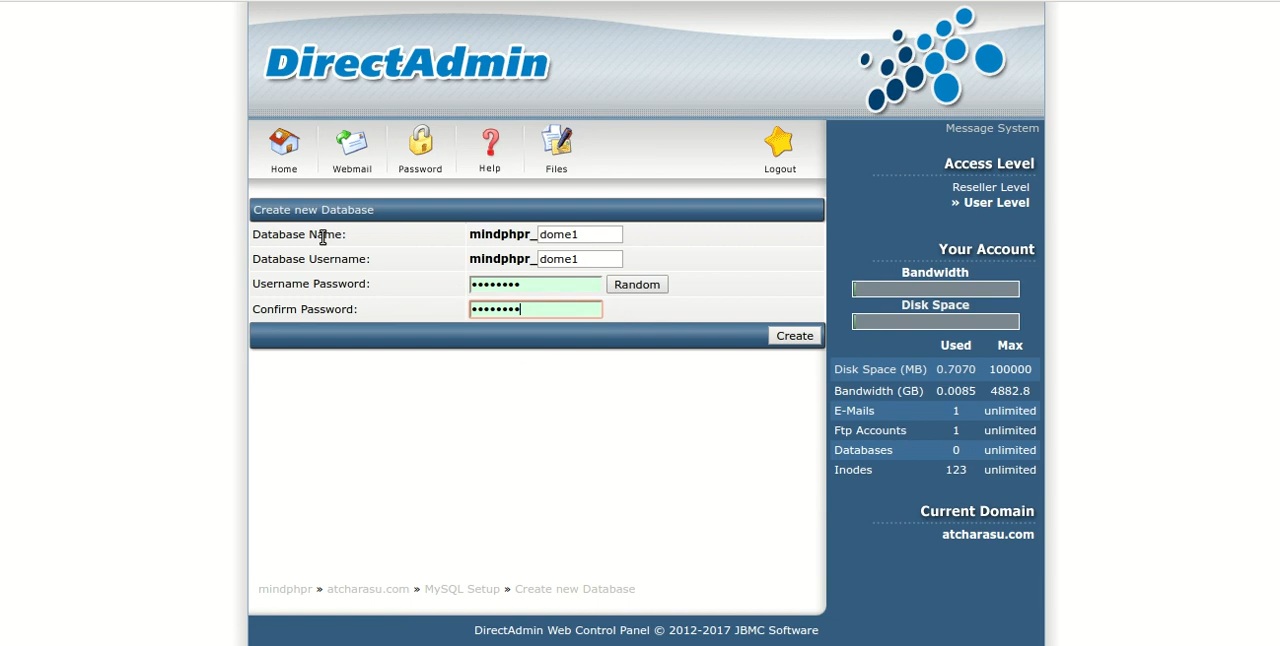 DirectAdmin
Home
Webmail
Password
Help
Files
Logout
Create new Database
Database Name: mindphpr_ dome1
Database Username: mindphpr_ dome1
Username Password: •••••••• Random
Confirm Password: ••••••••
Create
mindphpr » atcharasu.com » MySQL Setup » Create new Database
Message System
Access Level
Reseller Level
» User Level
Your Account
Bandwidth
Disk Space
Used Max
Disk Space (MB) 0.7070 100000
Bandwidth (GB) 0.0085 4882.8
E-Mails 1 unlimited
Ftp Accounts 1 unlimited
Databases 0 unlimited
Inodes 123 unlimited
Current Domain
atcharasu.com
DirectAdmin Web Control Panel © 2012-2017 JBMC Software